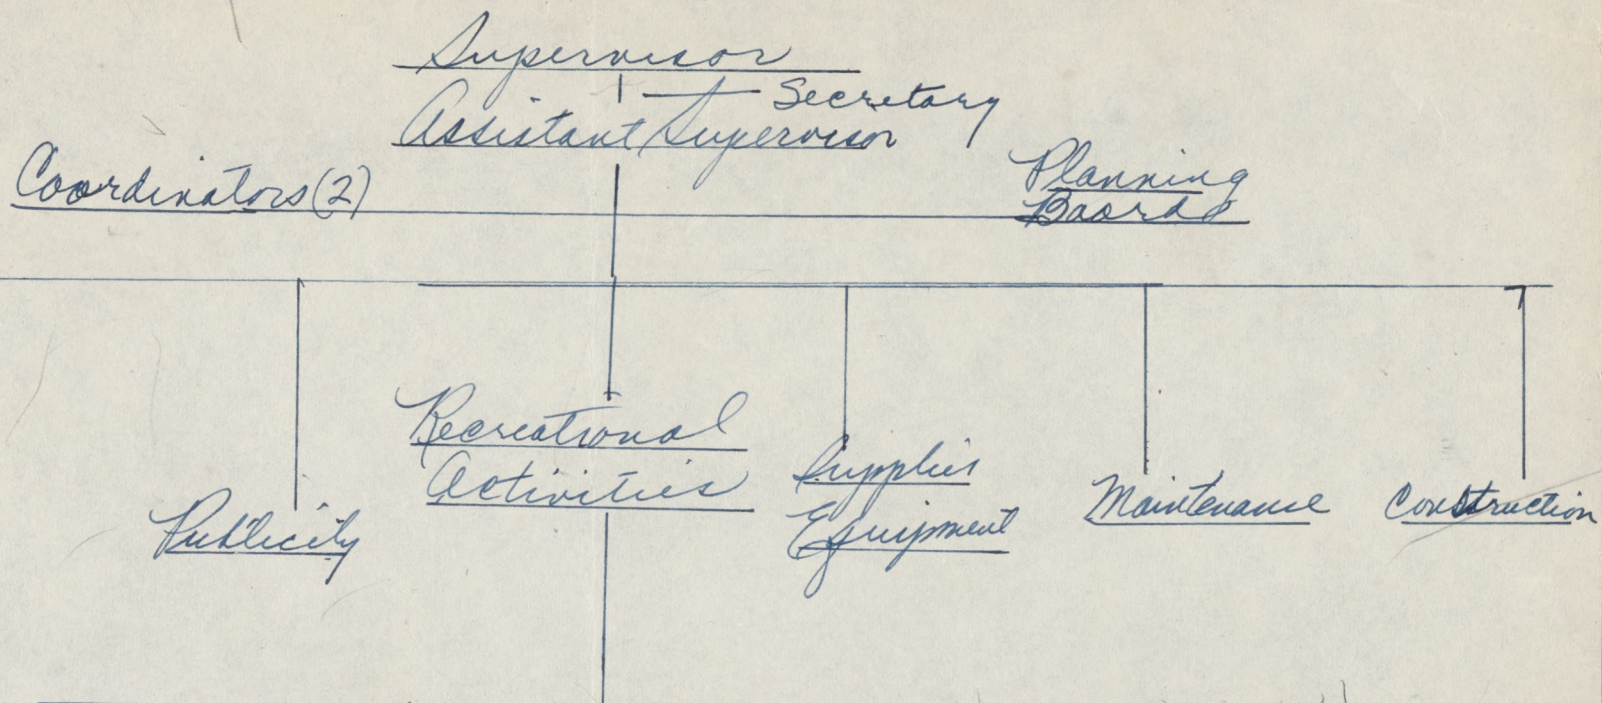 Supervisor
Secretary
Assistant Supervisor
Coordinators (2)
Planning
Board
Recreational
Activities
Publicity
Supplies
Equipment
Maintenance
Construction